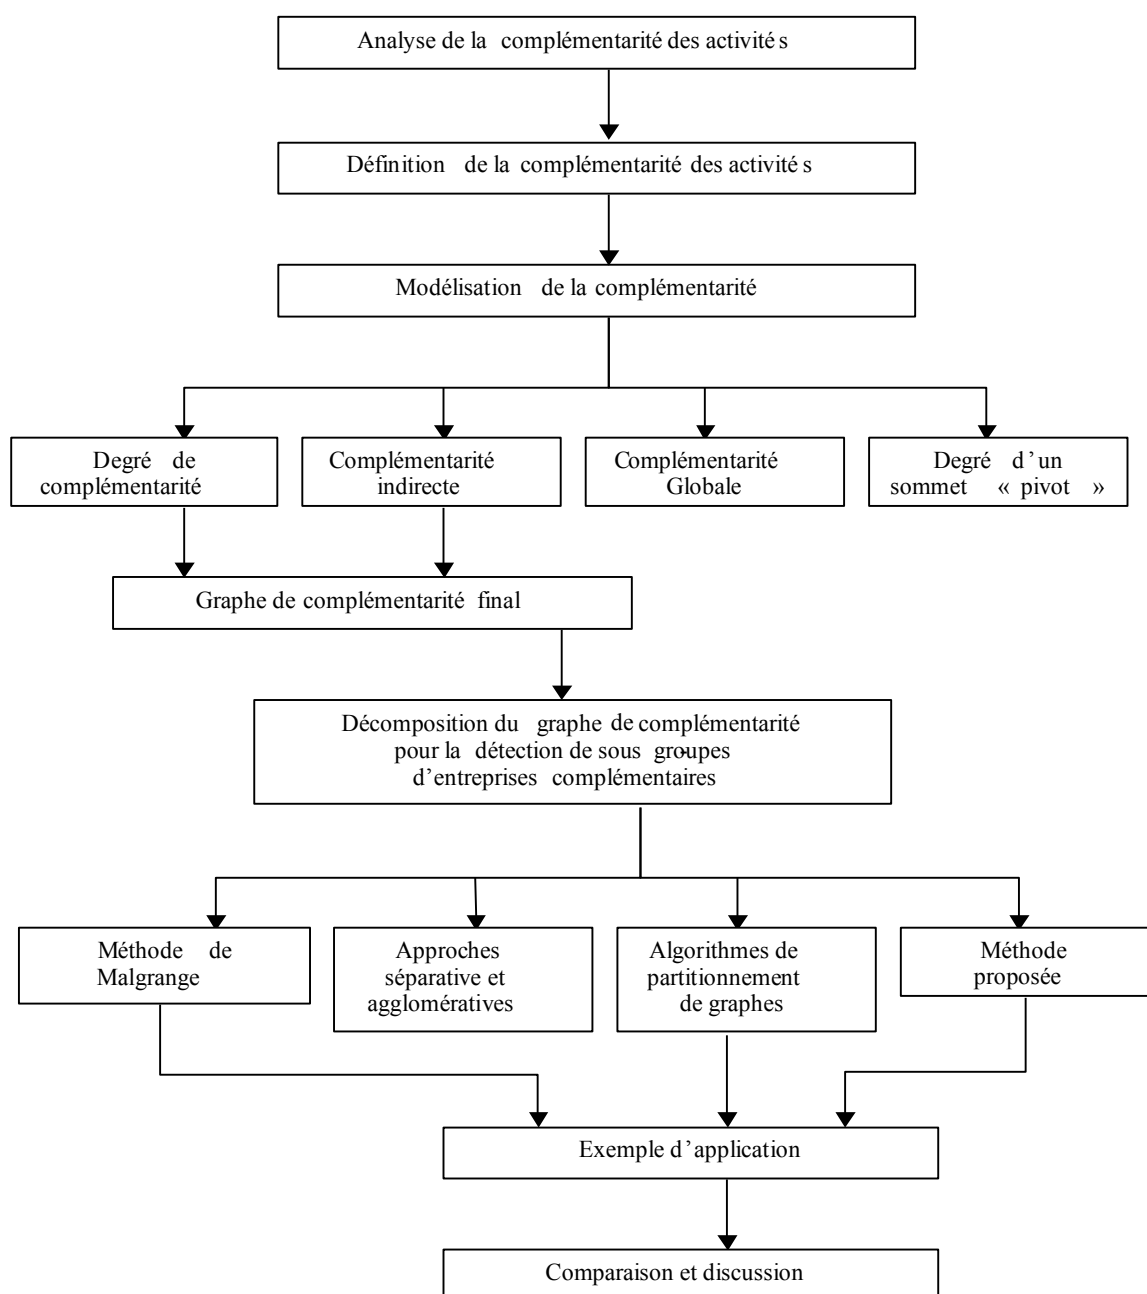 Analyse de la complémentarité des activités
Définition de la complémentarité des activités
Modélisation de la complémentarité
Degré de
complémentarité
Complémentarité
indirecte
Complémentarité
Globale
Degré d’un
sommet « pivot »
Graphe de complémentarité final
Décomposition du graphe de complémentarité
pour la détection de sous groupes
d’entreprises complémentaires
Méthode de
Malgrange
Approches
séparative et
agglomératives
Algorithmes de
partitionnement
de graphes
Méthode
proposée
Exemple d’application
Comparaison et discussion